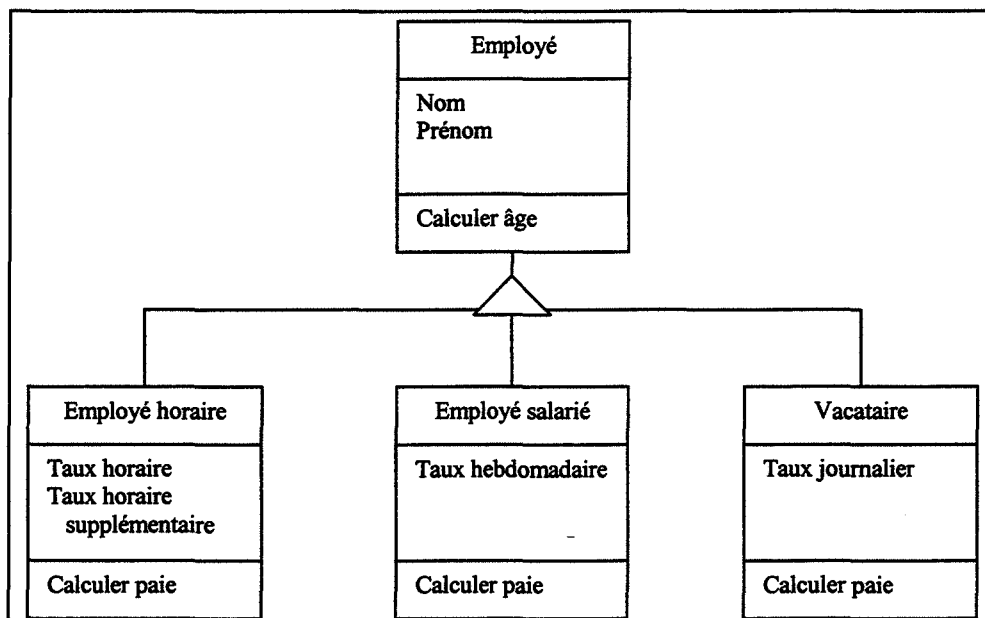 Employé
Nom
Prénom
Calculer âge
Employé horaire
Taux horaire
Taux horaire
supplémentaire
Calculer paie
Employé salarié
Taux hebdomadaire
Calculer paie
Vacataire
Taux journalier
Calculer paie